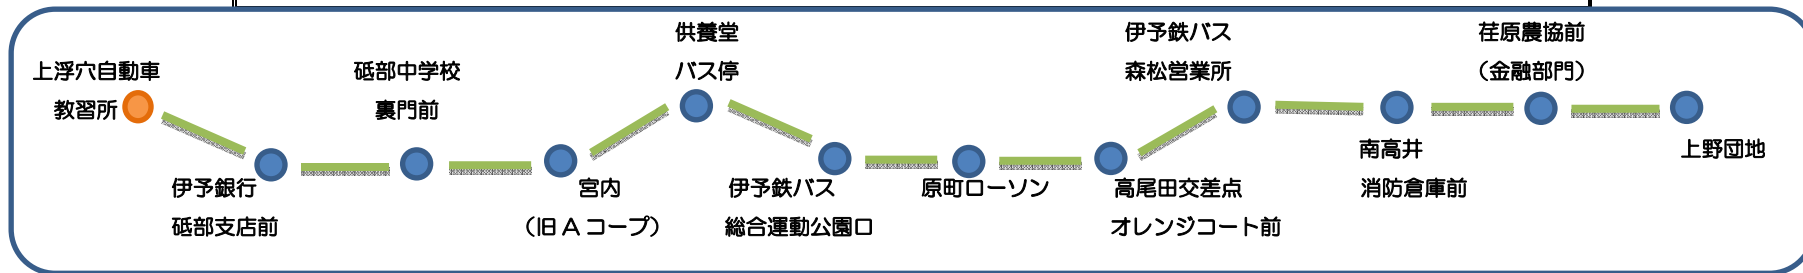 上浮穴自動車
教習所
伊予銀行
砥部支店前
砥部中学校
裏門前
宮内
（旧Aコープ）
供養堂
バス停
伊予鉄バス
総合運動公園口
原町ローソン
高尾田交差点
オレンジコート前
伊予鉄バス
森松営業所
南高井
消防倉庫前
荏原農協前
（金融部門）
上野団地